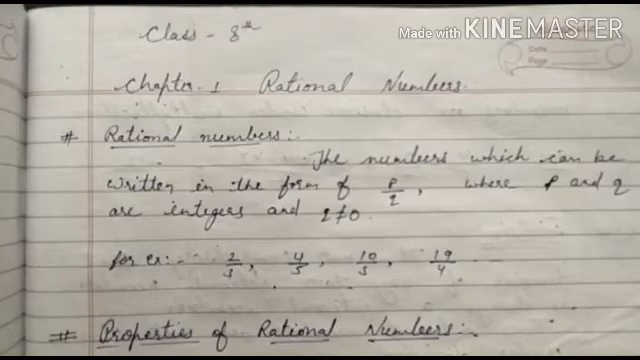 Made with KINEMASTER
Class - 8th
Date
Page
Chapter. 1 Rational Numbers.
# Rational numbers:-
The numbers which can be
written in the form of p/q, where p and q
are integers and q≠0.
for ex:- 2/3, 4/5, 10/3, 19/4
# Properties of Rational Numbers:-